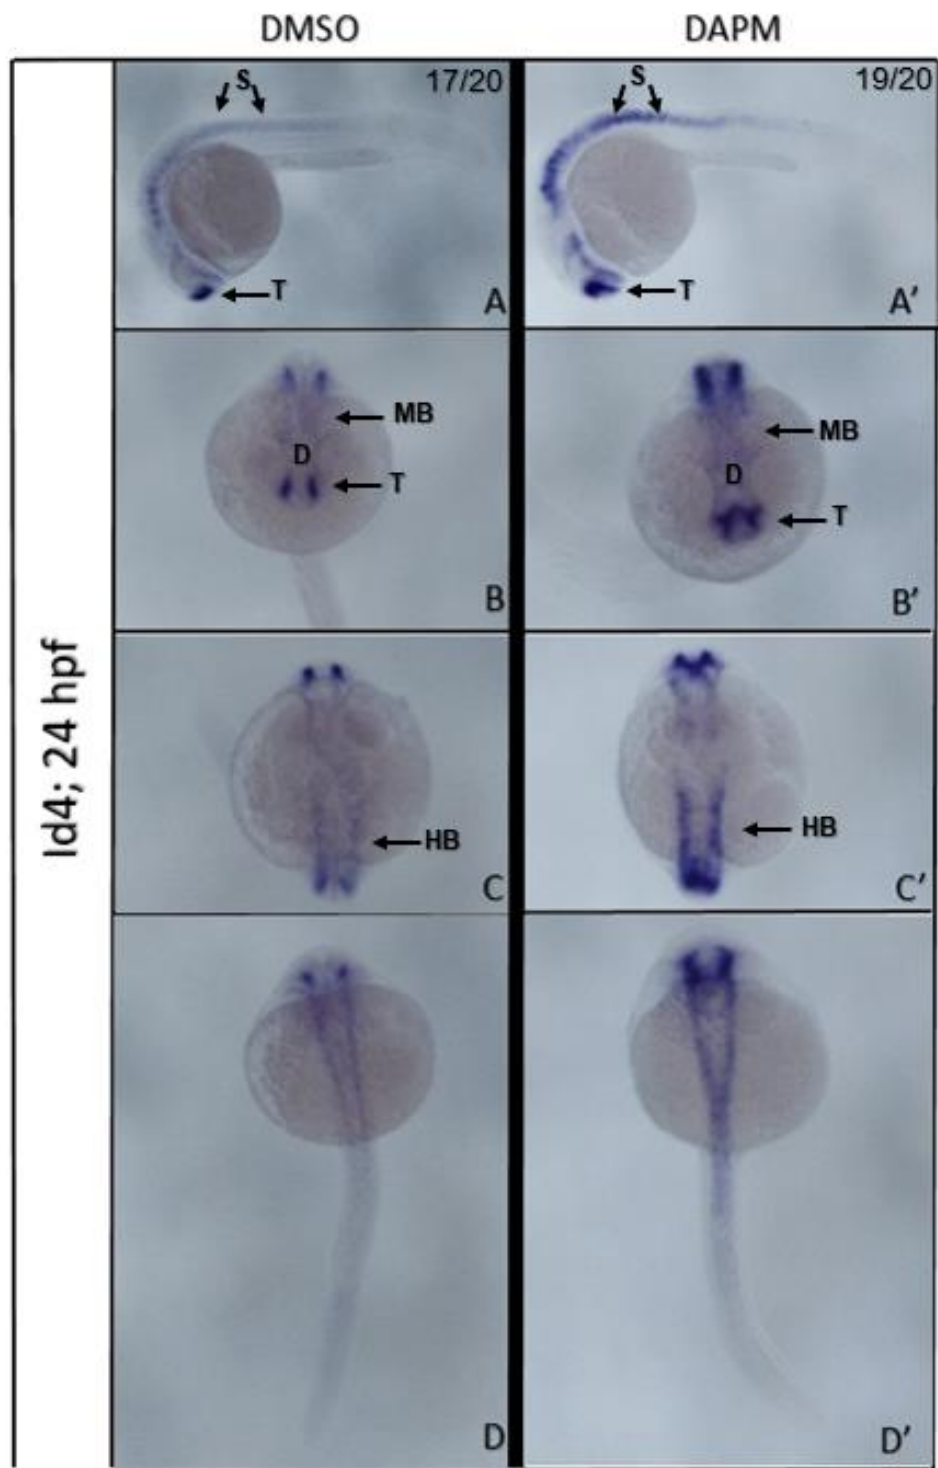 DMSO
DAPM
Id4; 24 hpf
S
17/20
T
A
S
19/20
T
A’
MB
D
T
B
MB
D
T
B’
HB
C
HB
C’
D
D’